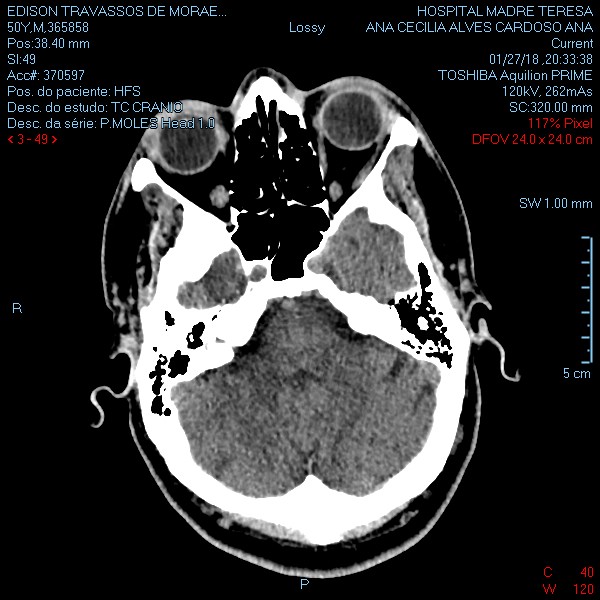 EDISON TRAVASSOS DE MORAE...
50Y,M,365858
Pos:38.40 mm
SI:49
Acc#: 370597
Pos. do paciente: HFS
Desc. do estudo: TC CRANIO
Desc. da série: P.MOLES Head 1.0
< 3 - 49 >
Lossy
HOSPITAL MADRE TERESA
ANA CECILIA ALVES CARDOSO ANA
Current
01/27/18 ,20:33:38
TOSHIBA Aquilion PRIME
120kV, 262mAs
SC:320.00 mm
117% Pixel
DFOV 24.0 x 24.0 cm
SW 1.00 mm
R
5 cm
P
C 40
W 120